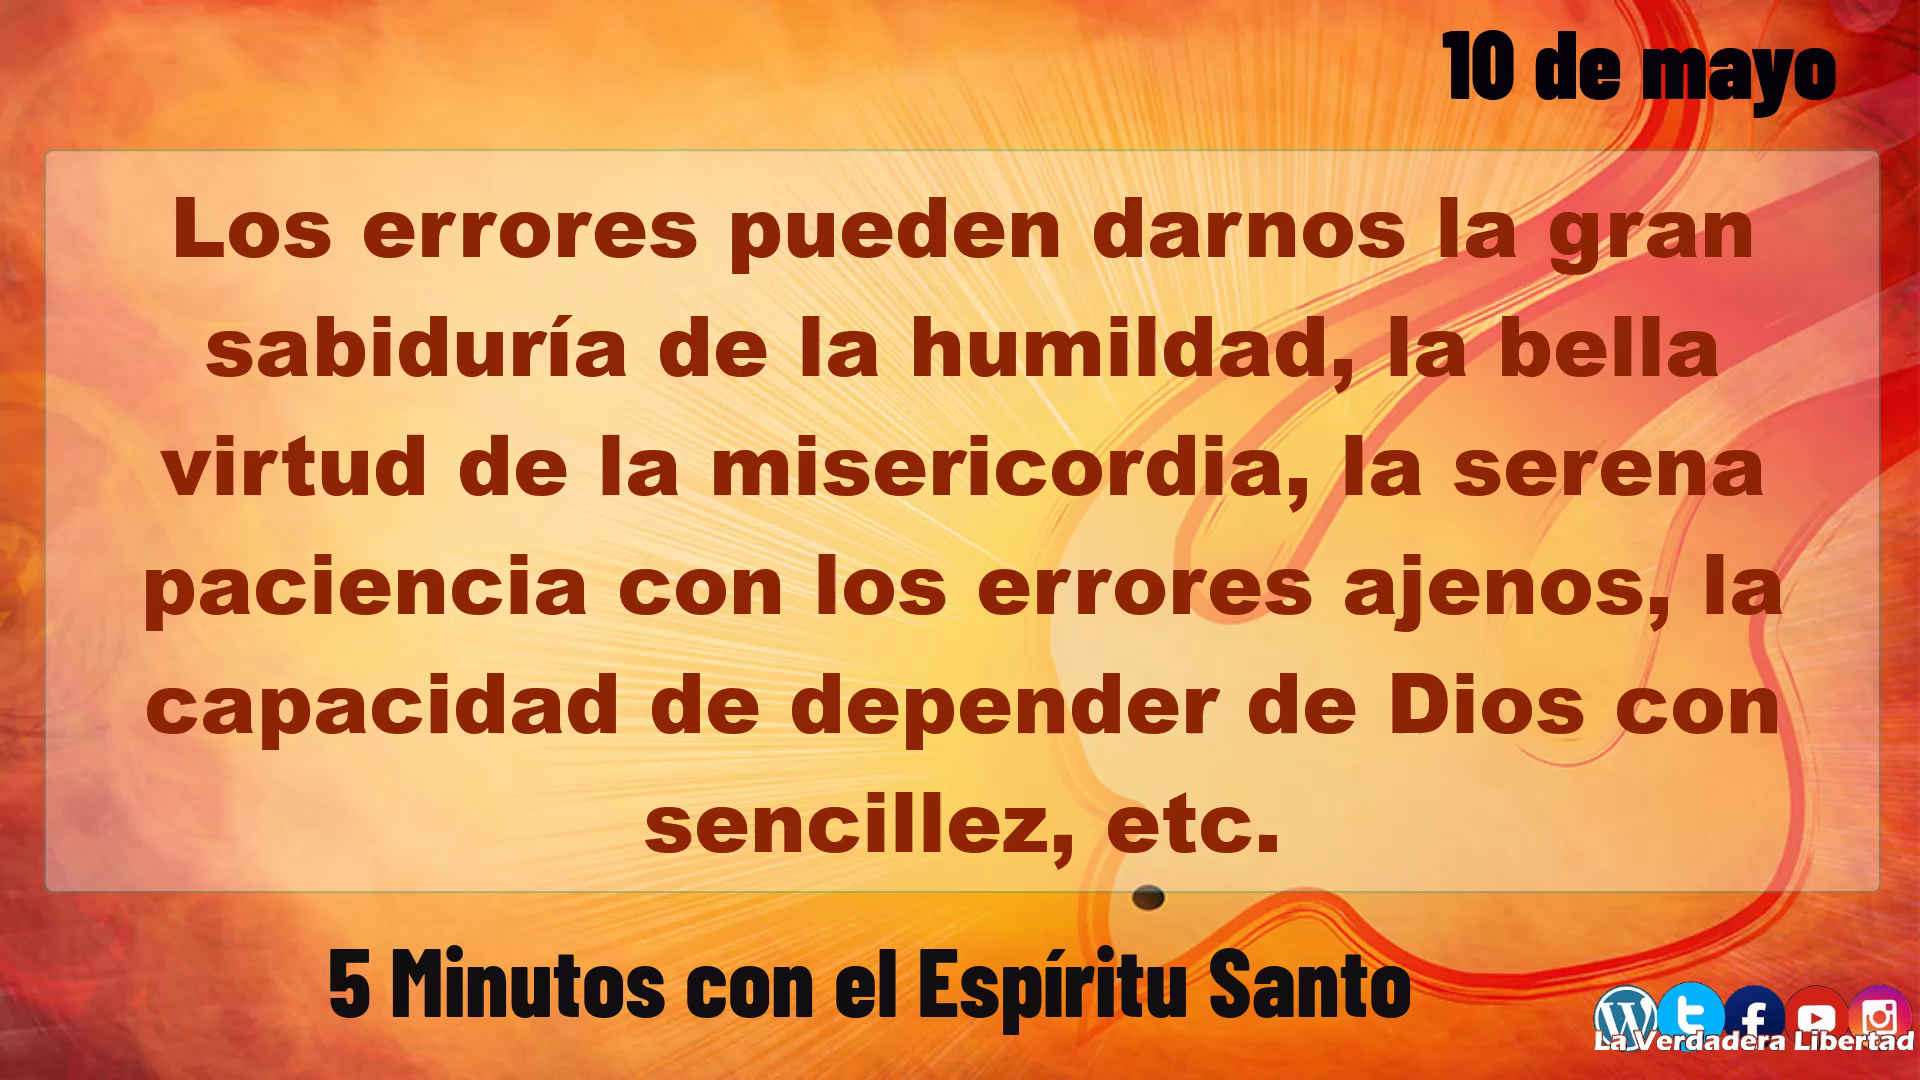 10 de mayo
Los errores pueden darnos la gran
sabiduría de la humildad, la bella
virtud de la misericordia, la serena
paciencia con los errores ajenos, la
capacidad de depender de Dios con
sencillez, etc.
5 Minutos con el Espíritu Santo
La Verdadera Libertad